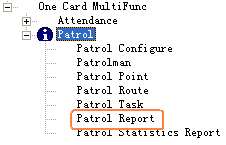 One Card MultiFunc
Attendance
Patrol
Patrol Configure
Patrolman
Patrol Point
Patrol Route
Patrol Task
Patrol Report
Patrol Statistics Report